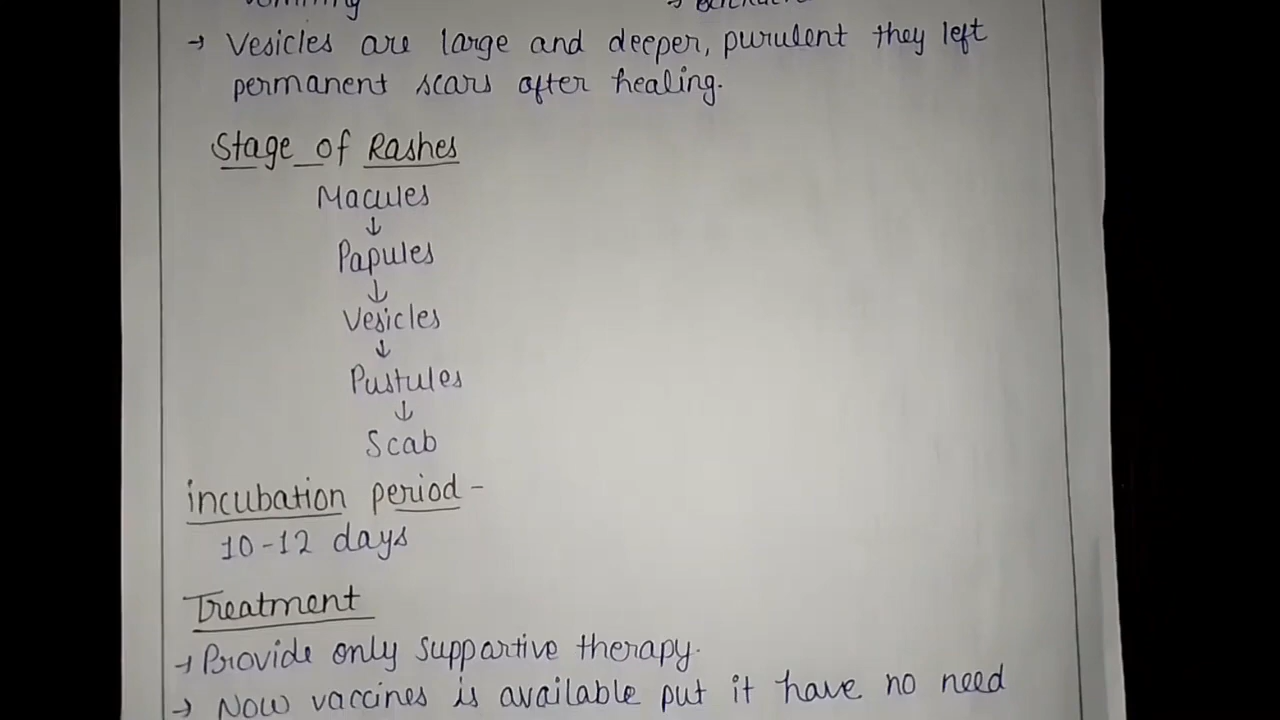 → Vesicles are large and deeper, purulent they left
permanent scars after healing.
Stage of Rashes
Macules
↓
Papules
↓
Vesicles
↓
Pustules
↓
Scab
incubation period -
10-12 days
Treatment
→ Provide only supportive therapy.
→ Now vaccines is available put it have no need